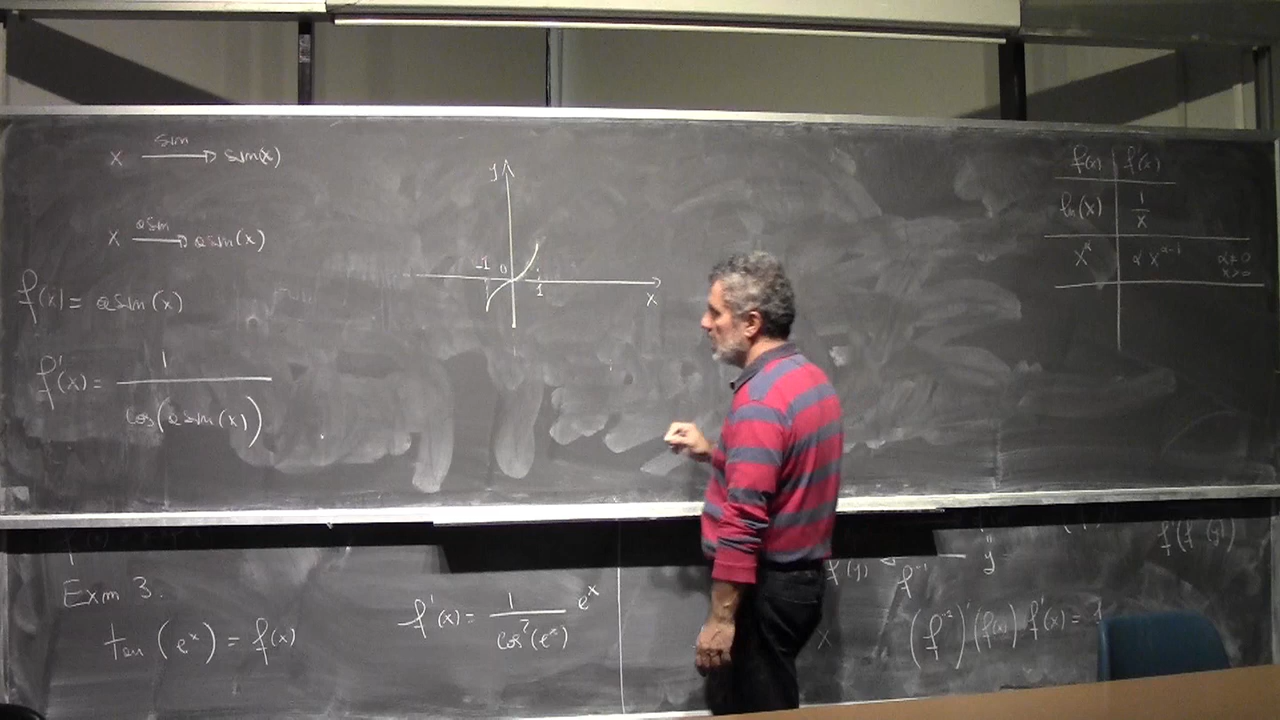 x sin → sin(x)
x asin → asin(x)
f(x) = asin(x)
f'(x) = 1 / cos(asin(x))
y
-1 0 1 x
f(x) | f'(x)
ln(x) | 1/x
x^α | α x^(α-1) α≠0 x>0
Exm 3.
tan(e^x) = f(x)
f'(x) = 1 / cos²(e^x) e^x
f(y) f^-1 y
(f^-1)'(f(x)) f'(x) = 1
x